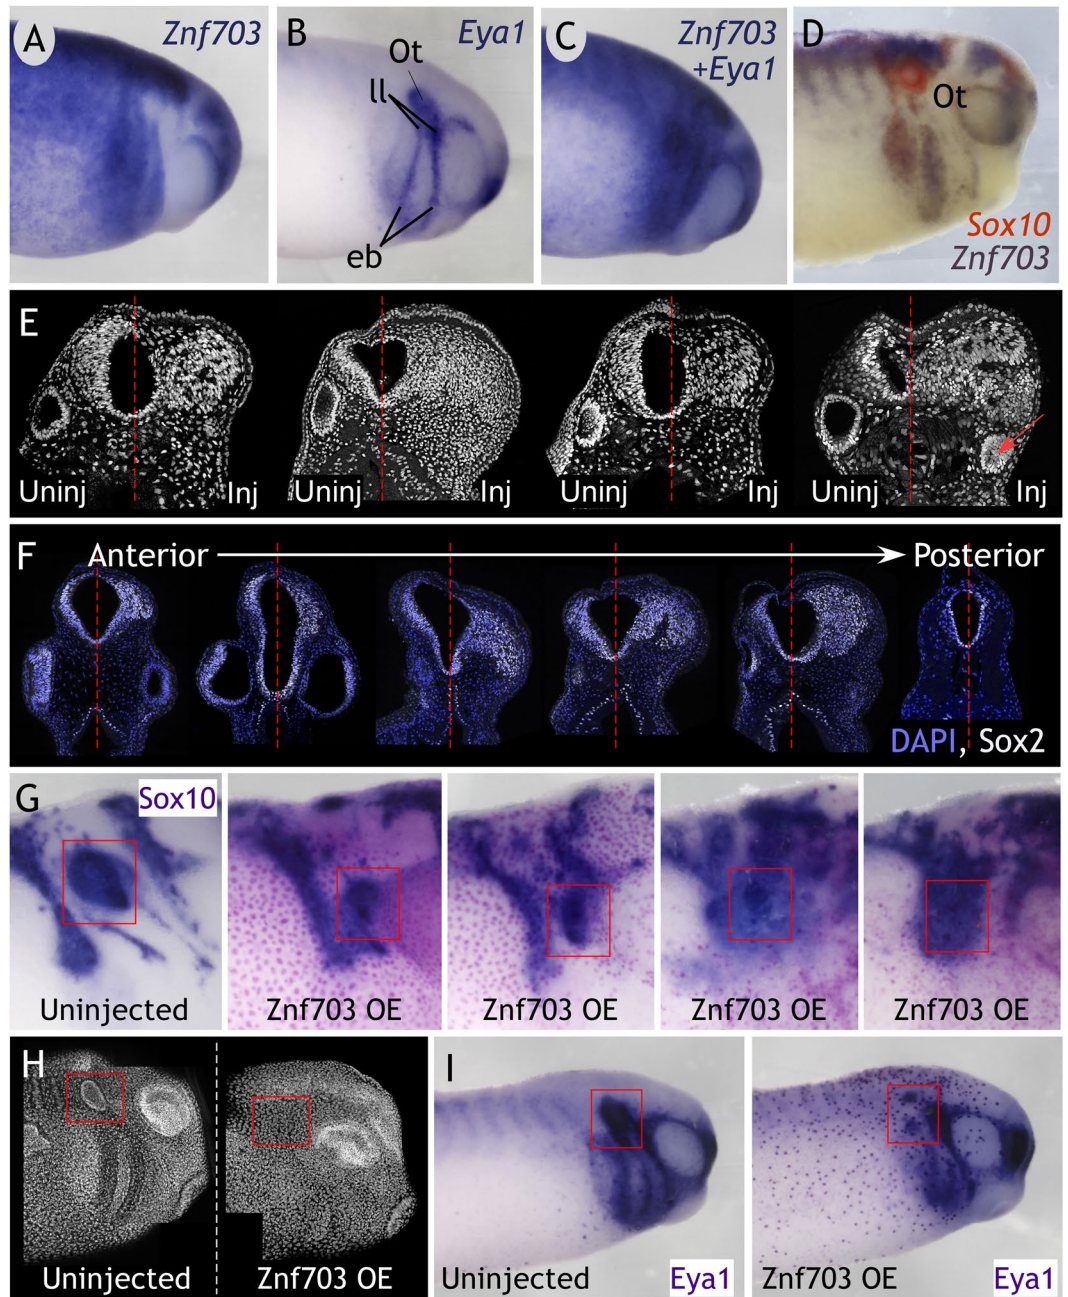 A
Znf703
B
Eya1
Ot
ll
eb
C
Znf703
+Eya1
D
Ot
Sox10
Znf703
E
Uninj
Inj
Uninj
Inj
Uninj
Inj
Uninj
Inj
F
Anterior
Posterior
DAPI, Sox2
G
Sox10
Uninjected
Znf703 OE
Znf703 OE
Znf703 OE
Znf703 OE
H
Uninjected
Znf703 OE
I
Uninjected
Eya1
Znf703 OE
Eya1